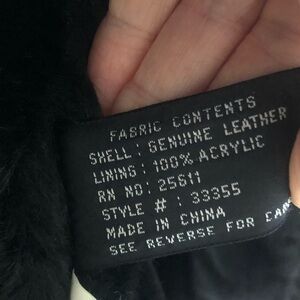 FABRIC CONTENTS
SHELL : GENUINE LEATHER
LINING : 100% ACRYLIC
RN NO: 25611
STYLE # : 33355
MADE IN CHINA
SEE REVERSE FOR